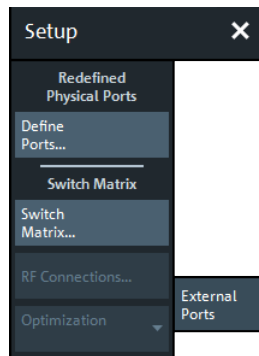 Setup
Redefined
Physical Ports
Define
Ports...
Switch Matrix
Switch
Matrix...
RF Connections...
Optimization
External
Ports